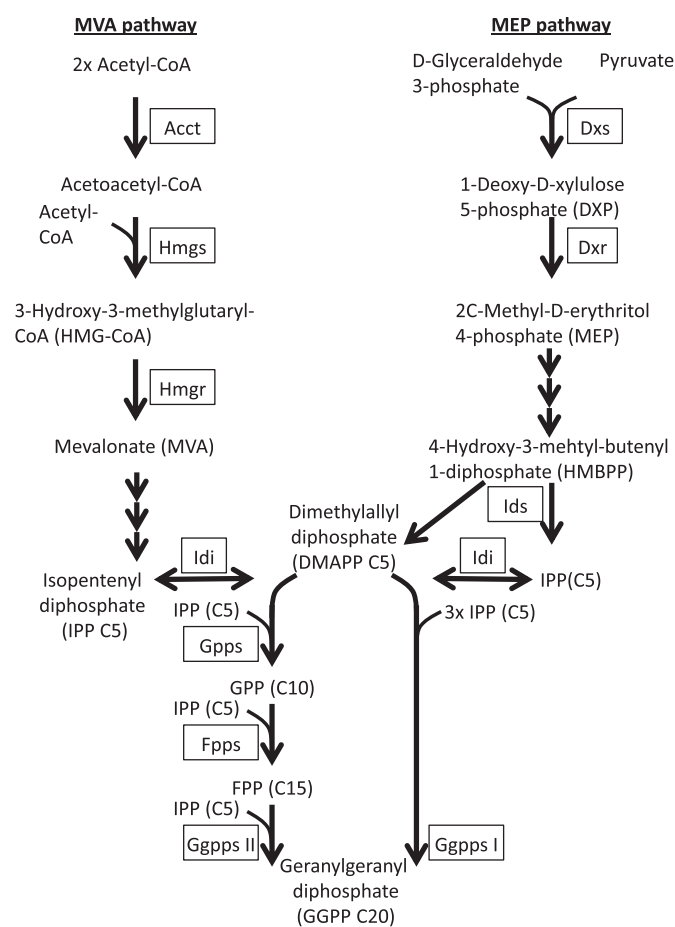 MVA pathway
2x Acetyl-CoA
Acct
Acetoacetyl-CoA
Acetyl-
CoA
Hmgs
3-Hydroxy-3-methylglutaryl-
CoA (HMG-CoA)
Hmgr
Mevalonate (MVA)
Idi
Isopentenyl
diphosphate
(IPP C5)
MEP pathway
D-Glyceraldehyde
3-phosphate
Pyruvate
Dxs
1-Deoxy-D-xylulose
5-phosphate (DXP)
Dxr
2C-Methyl-D-erythritol
4-phosphate (MEP)
4-Hydroxy-3-mehtyl-butenyl
1-diphosphate (HMBPP)
Ids
Dimethylallyl
diphosphate
(DMAPP C5)
Idi
IPP(C5)
IPP (C5)
Gpps
GPP (C10)
IPP (C5)
Fpps
FPP (C15)
IPP (C5)
Ggpps II
3x IPP (C5)
Ggpps I
Geranylgeranyl
diphosphate
(GGPP C20)